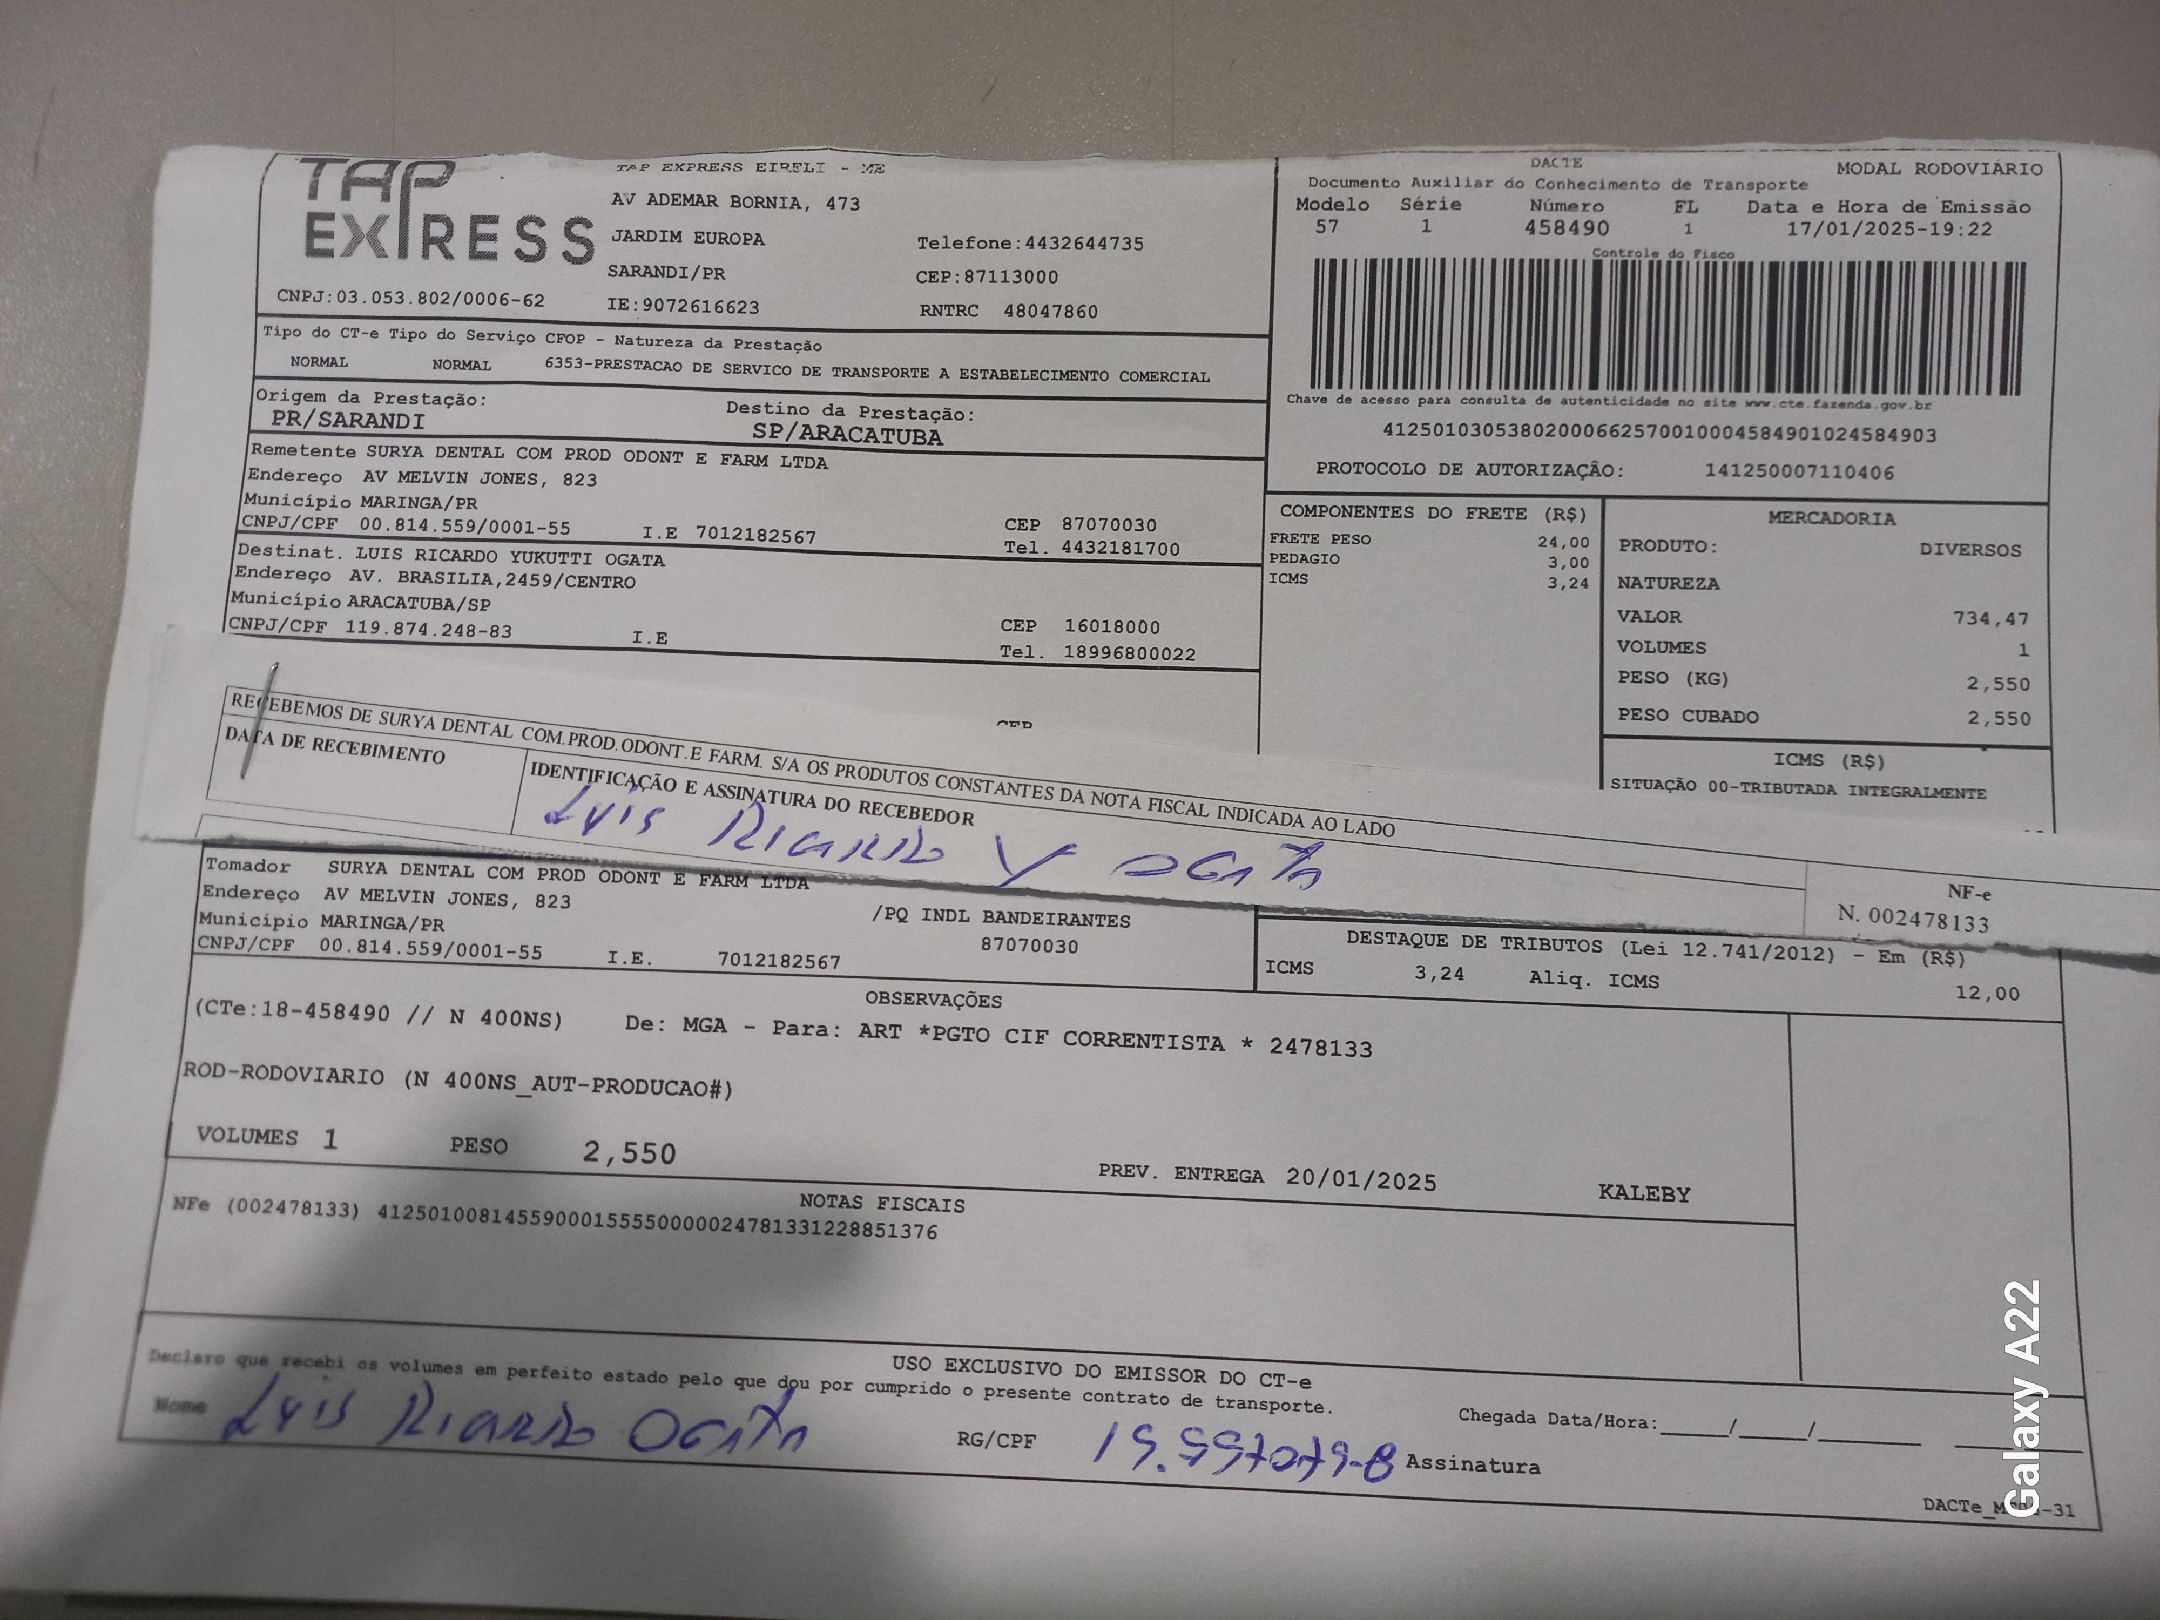 TAP
EXPRESS
TAP EXPRESS EIRELI - ME
AV ADEMAR BORNIA, 473
JARDIM EUROPA
Telefone:4432644735
SARANDI/PR
CEP:87113000
CNPJ:03.053.802/0006-62
IE:9072616623
RNTRC 48047860
DACTE
MODAL RODOVIÁRIO
Documento Auxiliar do Conhecimento de Transporte
Modelo Série Número FL Data e Hora de Emissão
57 1 458490 1 17/01/2025-19:22
Controle do Fisco
Chave de acesso para consulta de autenticidade no site www.cte.fazenda.gov.br
41250103053802000662570010004584901024584903
PROTOCOLO DE AUTORIZAÇÃO: 141250007110406
Tipo do CT-e Tipo do Serviço CFOP - Natureza da Prestação
NORMAL NORMAL 6353-PRESTACAO DE SERVICO DE TRANSPORTE A ESTABELECIMENTO COMERCIAL
Origem da Prestação: Destino da Prestação:
PR/SARANDI SP/ARACATUBA
Remetente SURYA DENTAL COM PROD ODONT E FARM LTDA
Endereço AV MELVIN JONES, 823
Município MARINGA/PR
CNPJ/CPF 00.814.559/0001-55 I.E 7012182567 CEP 87070030
Tel. 4432181700
Destinat. LUIS RICARDO YUKUTTI OGATA
Endereço AV. BRASILIA,2459/CENTRO
Município ARACATUBA/SP
CNPJ/CPF 119.874.248-83 I.E CEP 16018000
Tel. 18996800022
CEP
COMPONENTES DO FRETE (R$)
FRETE PESO 24,00
PEDAGIO 3,00
ICMS 3,24
MERCADORIA
PRODUTO: DIVERSOS
NATUREZA
VALOR 734,47
VOLUMES 1
PESO (KG) 2,550
PESO CUBADO 2,550
ICMS (R$)
SITUAÇÃO 00-TRIBUTADA INTEGRALMENTE
RECEBEMOS DE SURYA DENTAL COM.PROD.ODONT.E FARM. S/A OS PRODUTOS CONSTANTES DA NOTA FISCAL INDICADA AO LADO
DATA DE RECEBIMENTO
IDENTIFICAÇÃO E ASSINATURA DO RECEBEDOR
Luis Ricardo Y Ogata
NF-e
N. 002478133
Tomador SURYA DENTAL COM PROD ODONT E FARM LTDA
Endereço AV MELVIN JONES, 823 /PQ INDL BANDEIRANTES
Município MARINGA/PR 87070030
CNPJ/CPF 00.814.559/0001-55 I.E. 7012182567
DESTAQUE DE TRIBUTOS (Lei 12.741/2012) - Em (R$)
ICMS 3,24 Aliq. ICMS 12,00
OBSERVAÇÕES
(CTe:18-458490 // N 400NS) De: MGA - Para: ART *PGTO CIF CORRENTISTA * 2478133
ROD-RODOVIARIO (N 400NS_AUT-PRODUCAO#)
VOLUMES 1 PESO 2,550
PREV. ENTREGA 20/01/2025 KALEBY
NOTAS FISCAIS
NFe (002478133) 41250100814559000155550000024781331228851376
USO EXCLUSIVO DO EMISSOR DO CT-e
Declaro que recebi os volumes em perfeito estado pelo que dou por cumprido o presente contrato de transporte.
Nome Luis Ricardo Ogata
RG/CPF
Chegada Data/Hora:____/____/______
Assinatura
Galaxy A22